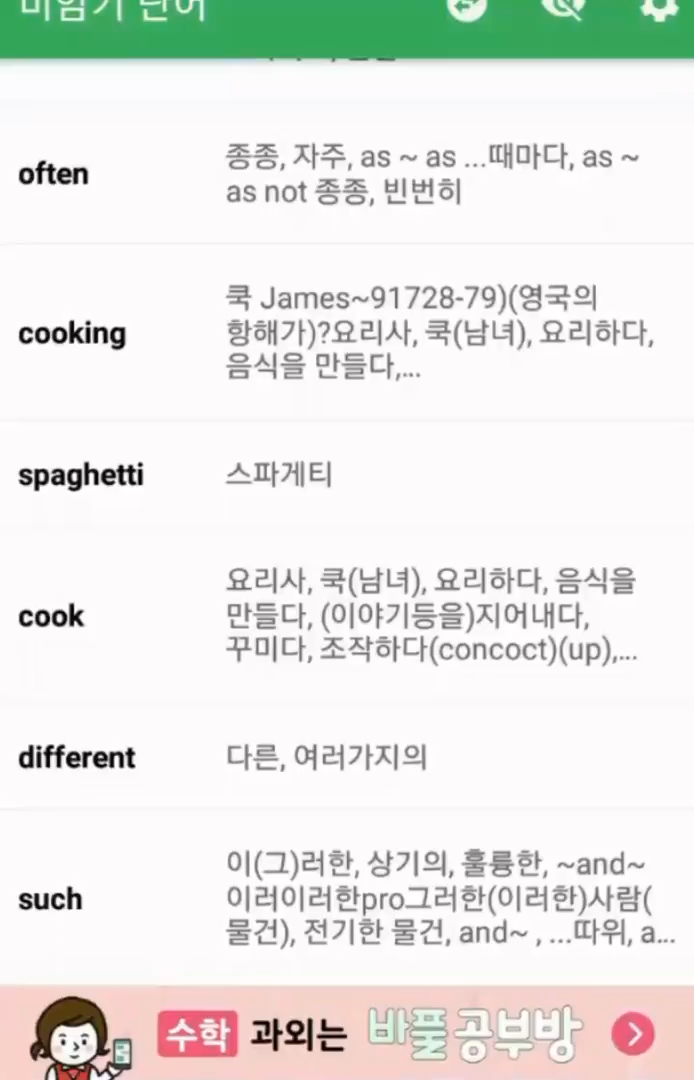 미암기 단어
often
종종, 자주, as ~ as ...때마다, as ~
as not 종종, 빈번히
cooking
쿡 James~91728-79)(영국의
항해가)?요리사, 쿡(남녀), 요리하다,
음식을 만들다,...
spaghetti
스파게티
cook
요리사, 쿡(남녀), 요리하다, 음식을
만들다, (이야기등을)지어내다,
꾸미다, 조작하다(concoct)(up),...
different
다른, 여러가지의
such
이(그)러한, 상기의, 훌륭한, ~and~
이러이러한pro그러한(이러한)사람(
물건), 전기한 물건, and~ , ...따위, a...
수학 과외는 바풀공부방